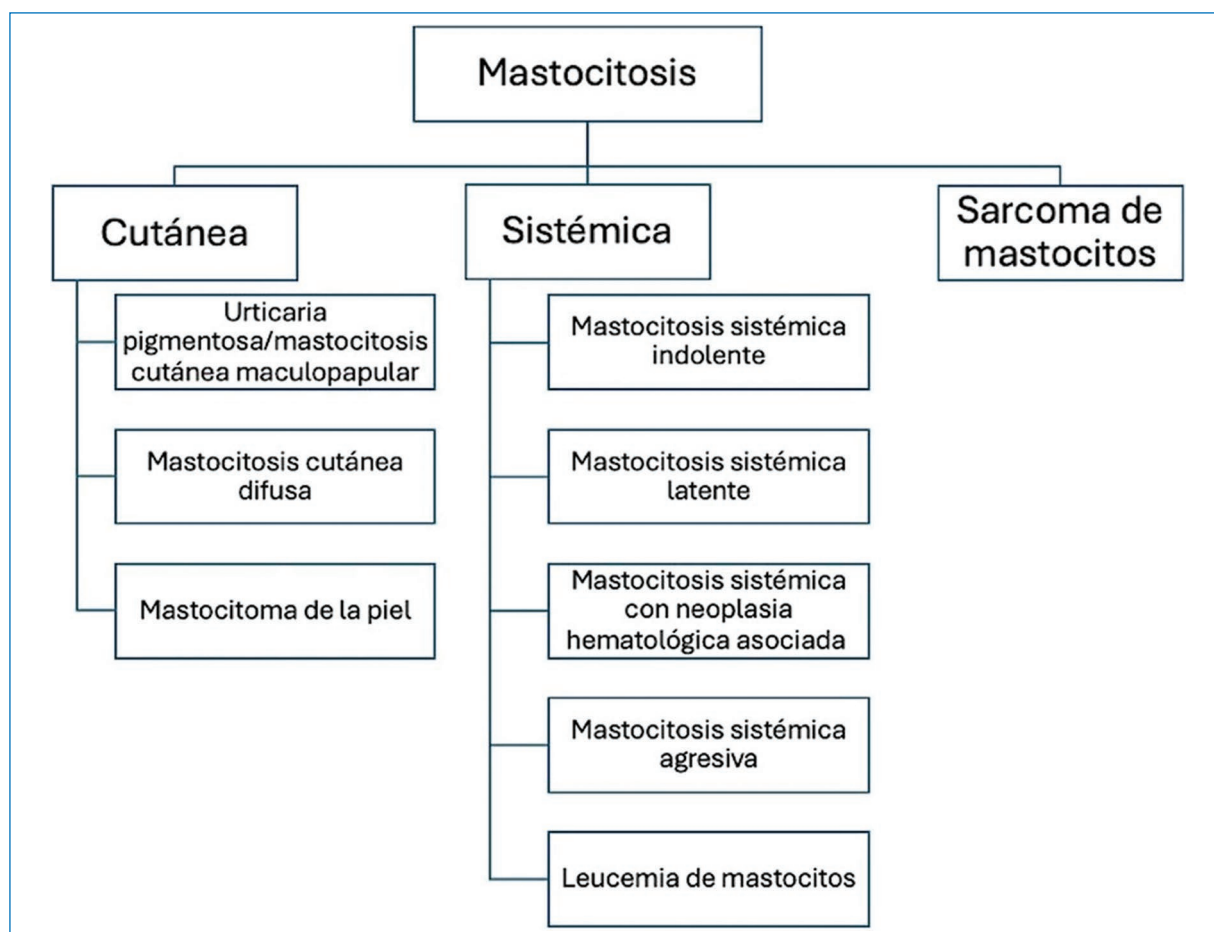 Mastocitosis
Cutánea
Urticaria
pigmentosa/mastocitosis
cutánea maculopapular
Mastocitosis cutánea
difusa
Mastocitoma de la piel
Sistémica
Mastocitosis sistémica
indolente
Mastocitosis sistémica
latente
Mastocitosis sistémica
con neoplasia
hematológica asociada
Mastocitosis sistémica
agresiva
Leucemia de mastocitos
Sarcoma de
mastocitos